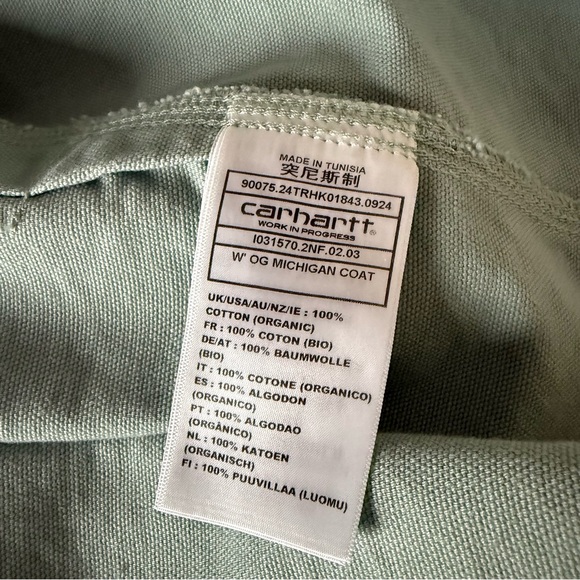 MADE IN TUNISIA
突尼斯制
90075.24TRHK01843.0924
carhartt®
WORK IN PROGRESS
I031570.2NF.02.03
W' OG MICHIGAN COAT
UK/USA/AU/NZ/IE : 100%
COTTON (ORGANIC)
FR : 100% COTON (BIO)
DE/AT : 100% BAUMWOLLE
(BIO)
IT : 100% COTONE (ORGANICO)
ES : 100% ALGODON
(ORGANICO)
PT : 100% ALGODAO
(ORGÂNICO)
NL : 100% KATOEN
(ORGANISCH)
FI : 100% PUUVILLAA (LUOMU)